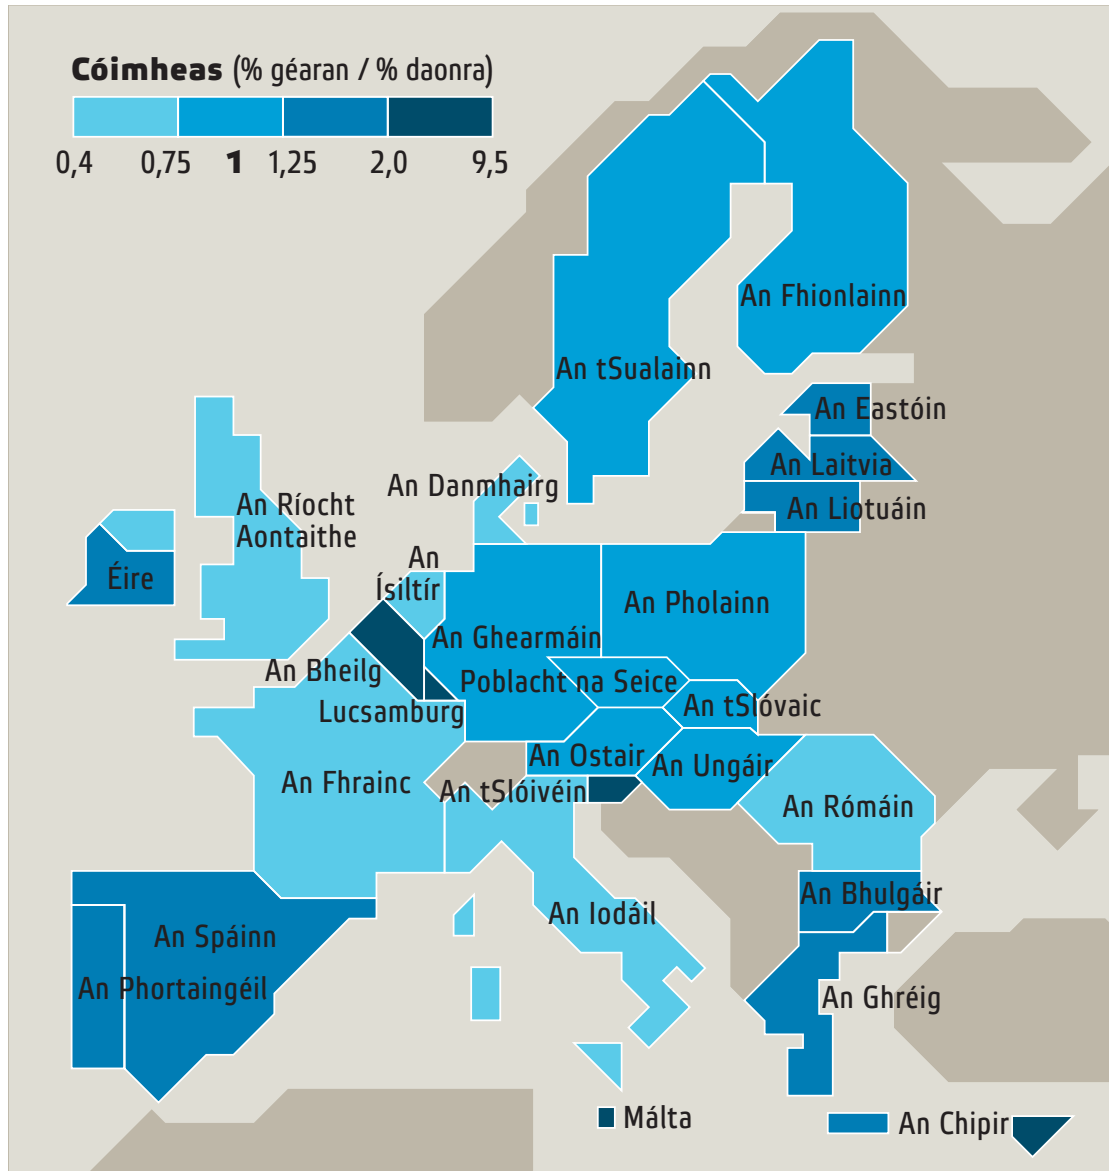 Cóimheas (% géaran / % daonra)
0,4 0,75 1 1,25 2,0 9,5
An Fhionlainn
An tSualainn
An Eastóin
An Laitvia
An Liotuáin
An Danmhairg
An Ríocht
Aontaithe
Éire
An
Ísiltír
An Pholainn
An Ghearmáin
An Bheilg
Poblacht na Seice
Lucsamburg
An tSlóvaic
An Ostair
An Ungáir
An Fhrainc
An tSlóivéin
An Rómáin
An Bhulgáir
An Iodáil
An Spáinn
An Phortaingéil
An Ghréig
Málta
An Chipir